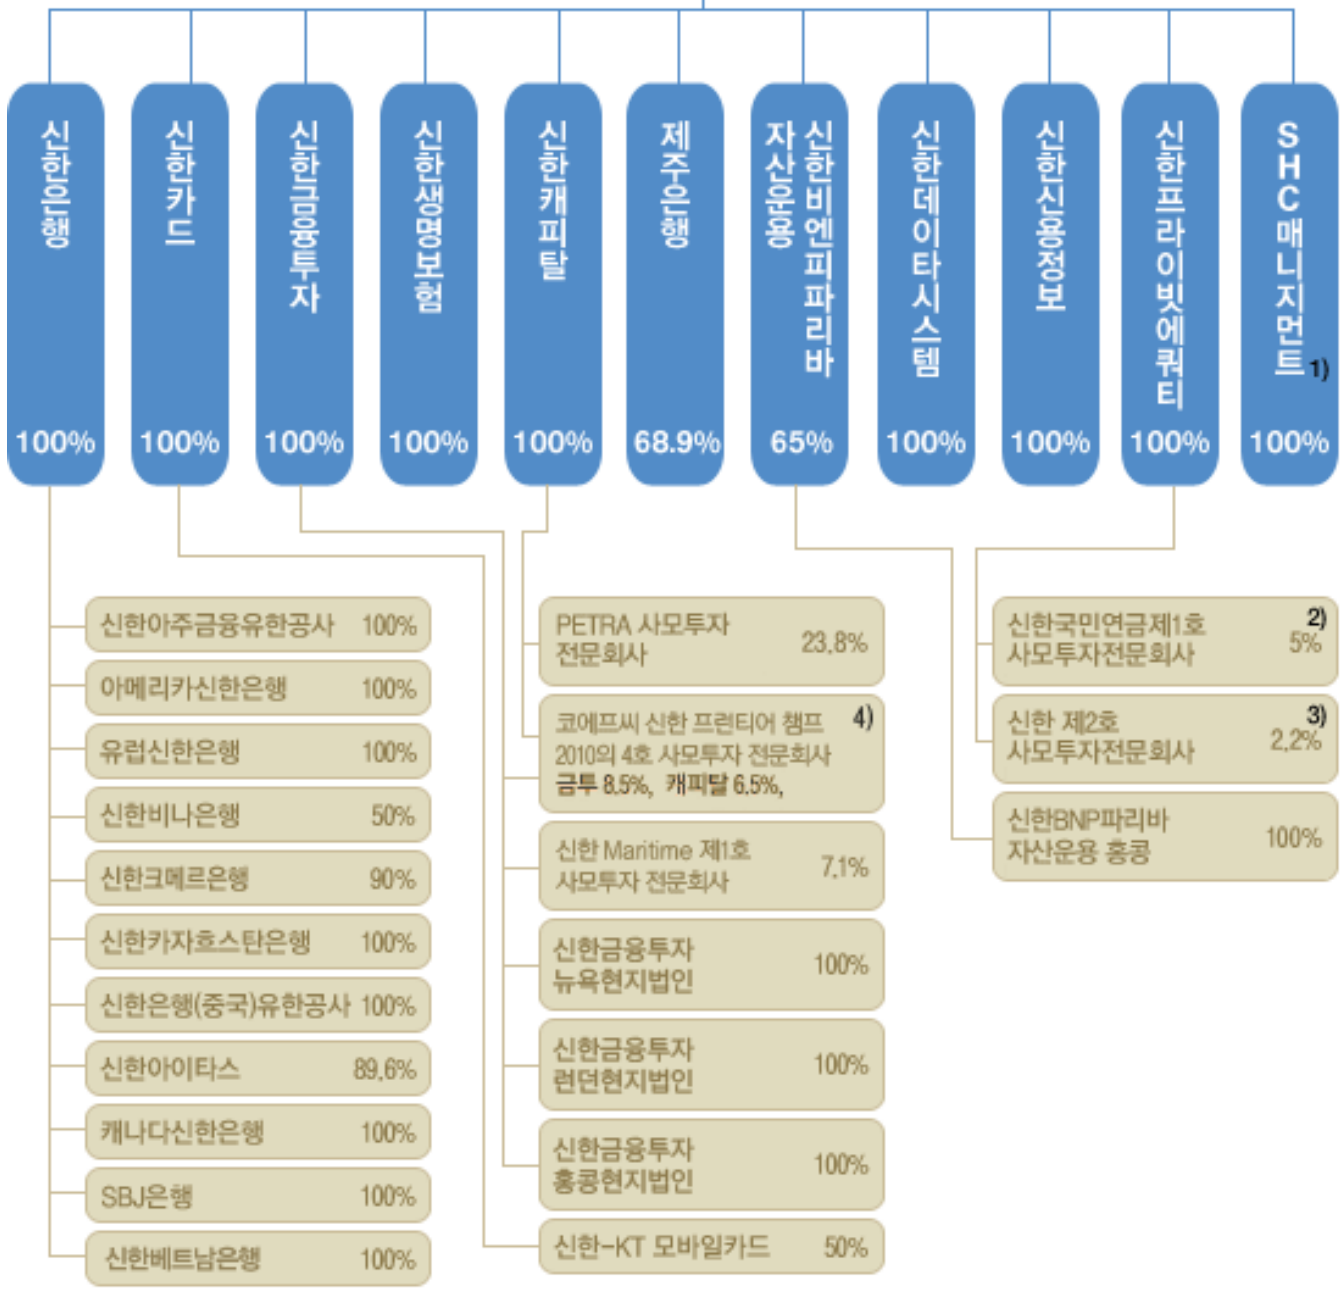 신한은행
100%
신한카드
100%
신한금융투자
100%
신한생명보험
100%
신한캐피탈
100%
제주은행
68.9%
신한비엔피파리바
자산운용
65%
신한데이타시스템
100%
신한신용정보
100%
신한프라이빗에쿼티
100%
SHC매니지먼트 1)
100%
신한아주금융유한공사 100%
아메리카신한은행 100%
유럽신한은행 100%
신한비나은행 50%
신한크메르은행 90%
신한카자흐스탄은행 100%
신한은행(중국)유한공사 100%
신한아이타스 89.6%
캐나다신한은행 100%
SBJ은행 100%
신한베트남은행 100%
PETRA 사모투자
전문회사 23.8%
코에프씨 신한 프런티어 챔프 4)
2010의 4호 사모투자 전문회사
금투 8.5%, 캐피탈 6.5%,
신한 Maritime 제1호
사모투자 전문회사 7.1%
신한금융투자
뉴욕현지법인 100%
신한금융투자
런던현지법인 100%
신한금융투자
홍콩현지법인 100%
신한-KT 모바일카드 50%
신한국민연금제1호 2)
사모투자전문회사 5%
신한 제2호 3)
사모투자전문회사 2.2%
신한BNP파리바
자산운용 홍콩 100%